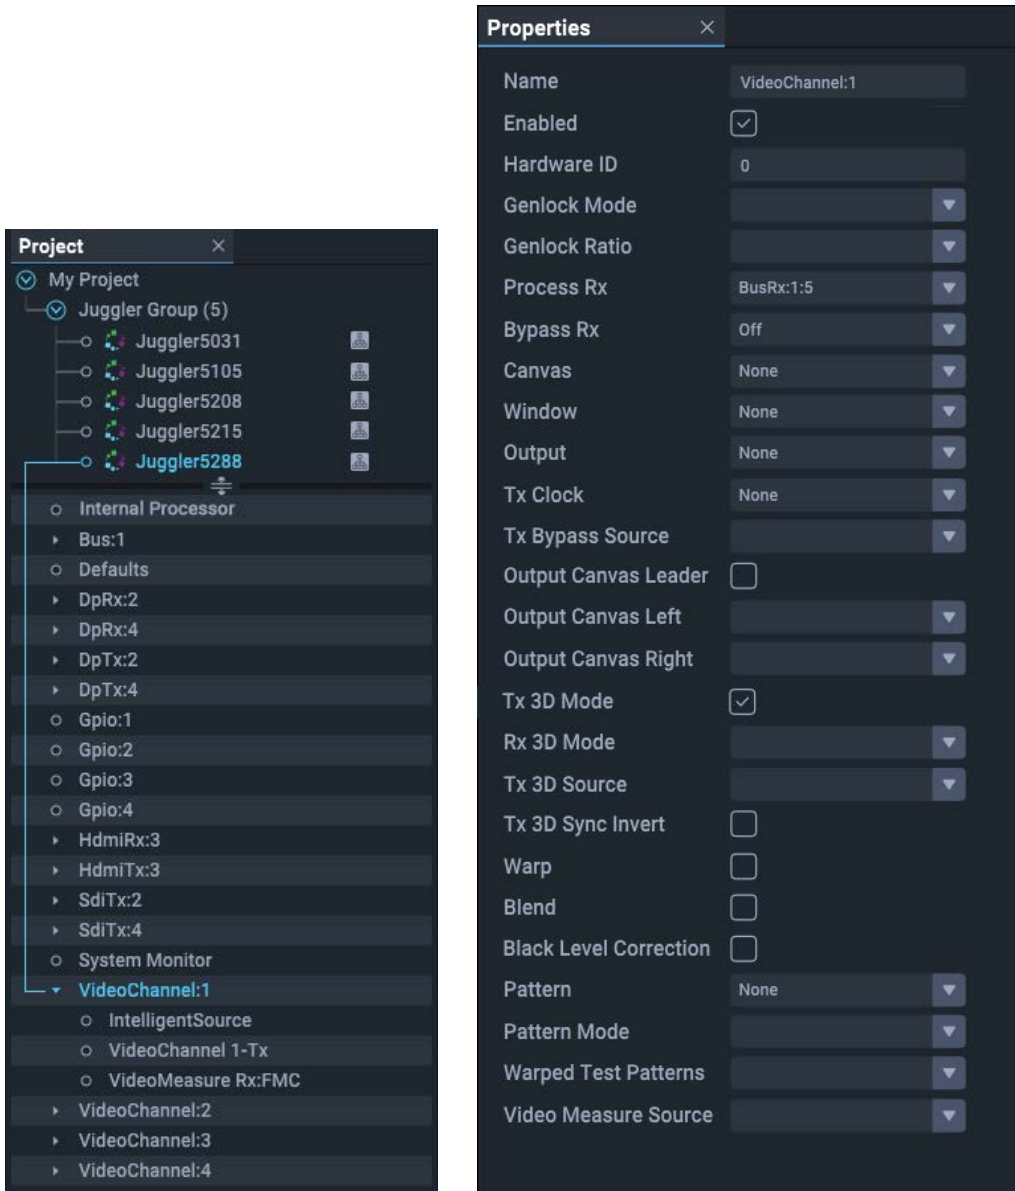 Project
My Project
Juggler Group (5)
Juggler5031
Juggler5105
Juggler5208
Juggler5215
Juggler5288
Internal Processor
Bus:1
Defaults
DpRx:2
DpRx:4
DpTx:2
DpTx:4
Gpio:1
Gpio:2
Gpio:3
Gpio:4
HdmiRx:3
HdmiTx:3
SdiTx:2
SdiTx:4
System Monitor
VideoChannel:1
IntelligentSource
VideoChannel 1-Tx
VideoMeasure Rx:FMC
VideoChannel:2
VideoChannel:3
VideoChannel:4
Properties
Name VideoChannel:1
Enabled
Hardware ID 0
Genlock Mode
Genlock Ratio
Process Rx BusRx:1:5
Bypass Rx Off
Canvas None
Window None
Output None
Tx Clock None
Tx Bypass Source
Output Canvas Leader
Output Canvas Left
Output Canvas Right
Tx 3D Mode
Rx 3D Mode
Tx 3D Source
Tx 3D Sync Invert
Warp
Blend
Black Level Correction
Pattern None
Pattern Mode
Warped Test Patterns
Video Measure Source